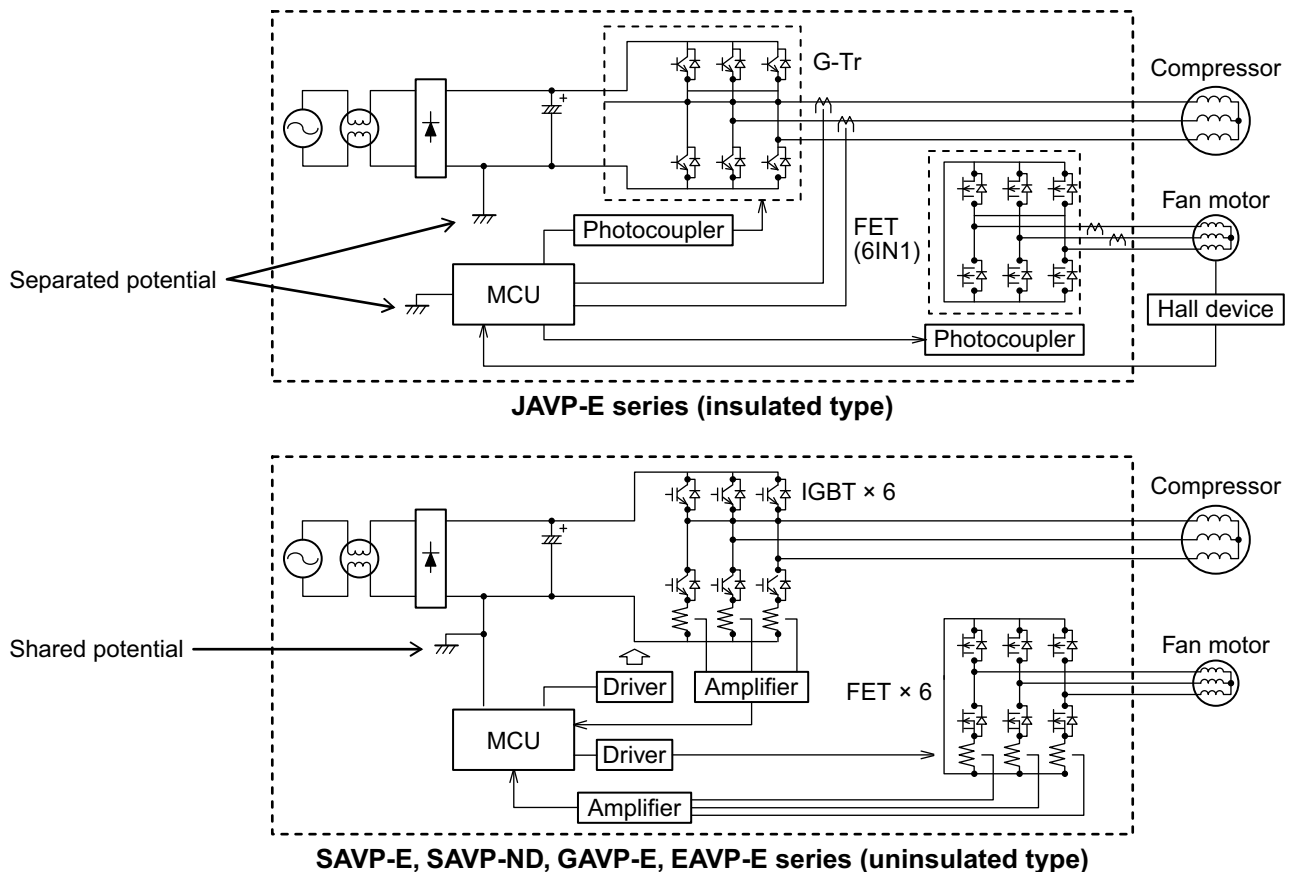 G-Tr
Compressor
+
Photocoupler
FET
(6IN1)
Fan motor
Separated potential
MCU
Hall device
Photocoupler
JAVP-E series (insulated type)
IGBT × 6
Compressor
+
Shared potential
Fan motor
Driver
Amplifier
FET × 6
MCU
Driver
Amplifier
SAVP-E, SAVP-ND, GAVP-E, EAVP-E series (uninsulated type)